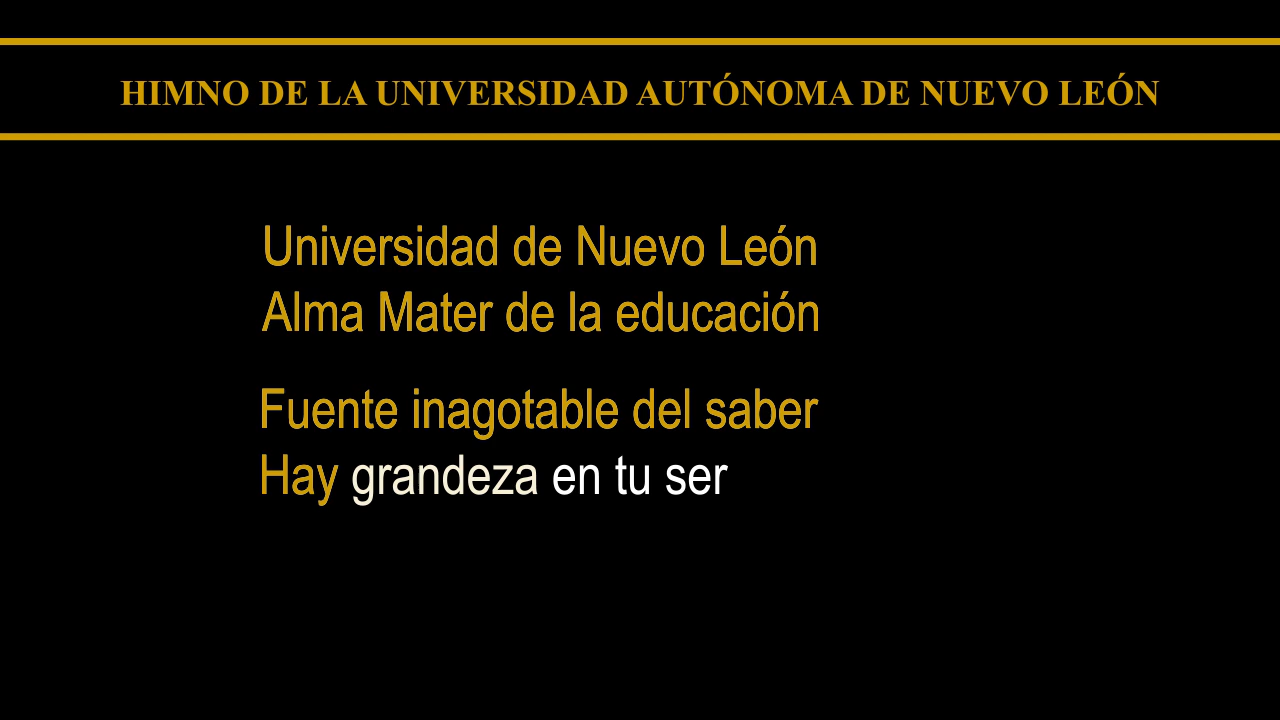 HIMNO DE LA UNIVERSIDAD AUTÓNOMA DE NUEVO LEÓN
Universidad de Nuevo León
Alma Mater de la educación
Fuente inagotable del saber
Hay grandeza en tu ser